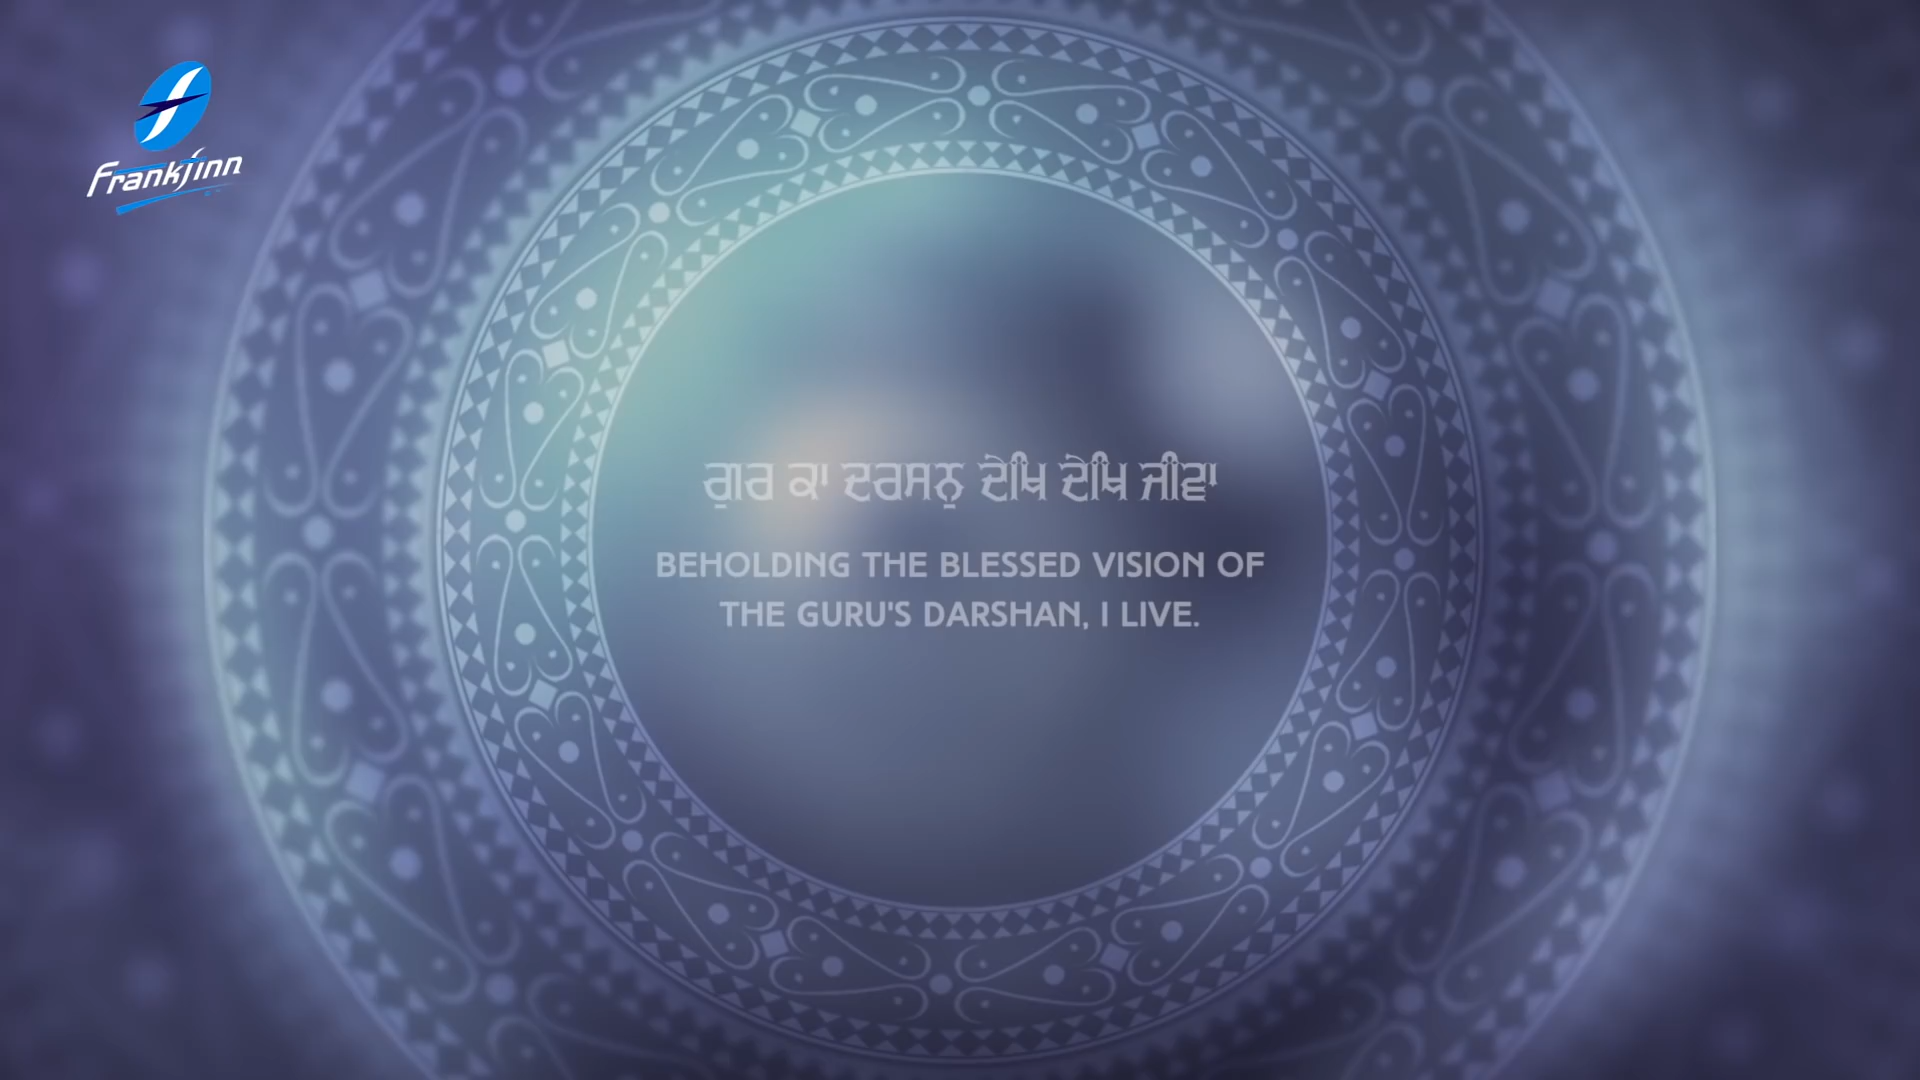 Frankfinn
ਗੁਰ ਕਾ ਦਰਸਨੁ ਦੇਖਿ ਦੇਖਿ ਜੀਵਾ
BEHOLDING THE BLESSED VISION OF
THE GURU'S DARSHAN, I LIVE.